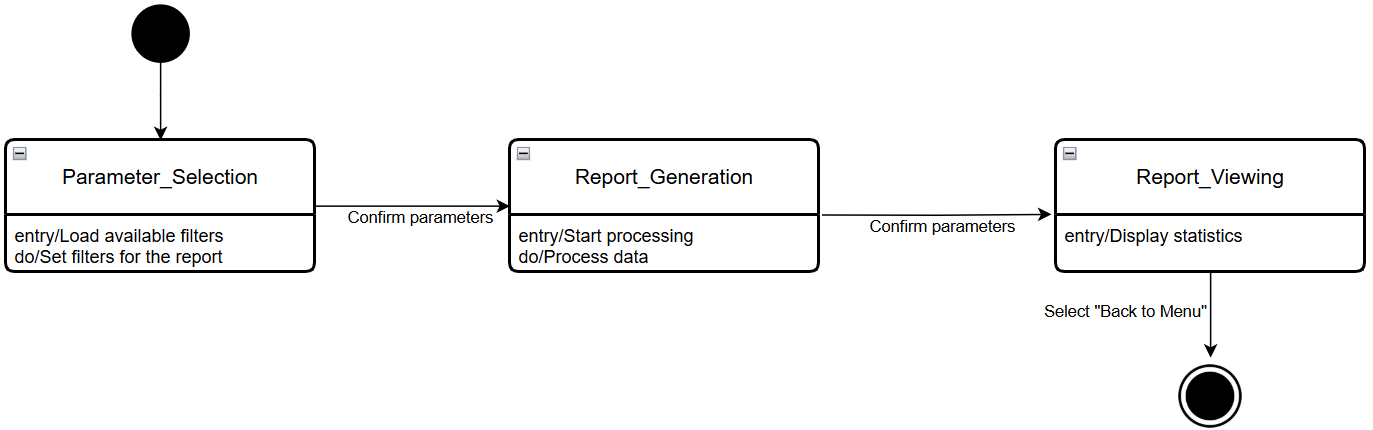 Parameter_Selection
entry/Load available filters
do/Set filters for the report
Confirm parameters
Report_Generation
entry/Start processing
do/Process data
Confirm parameters
Report_Viewing
entry/Display statistics
Select "Back to Menu"